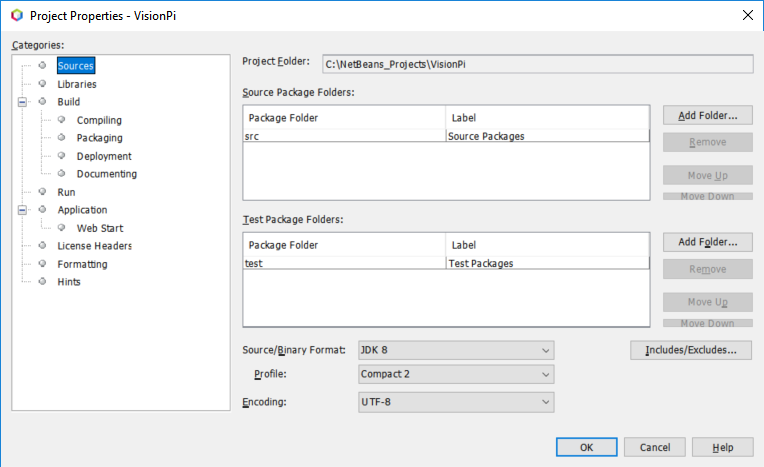 Project Properties - VisionPi
Categories:
Sources
Libraries
Build
Compiling
Packaging
Deployment
Documenting
Run
Application
Web Start
License Headers
Formatting
Hints
Project Folder: C:\NetBeans_Projects\VisionPi
Source Package Folders:
Package Folder Label
src Source Packages
Add Folder...
Remove
Move Up
Move Down
Test Package Folders:
Package Folder Label
test Test Packages
Add Folder...
Remove
Move Up
Move Down
Source/Binary Format: JDK 8 Includes/Excludes...
Profile: Compact 2
Encoding: UTF-8
OK Cancel Help